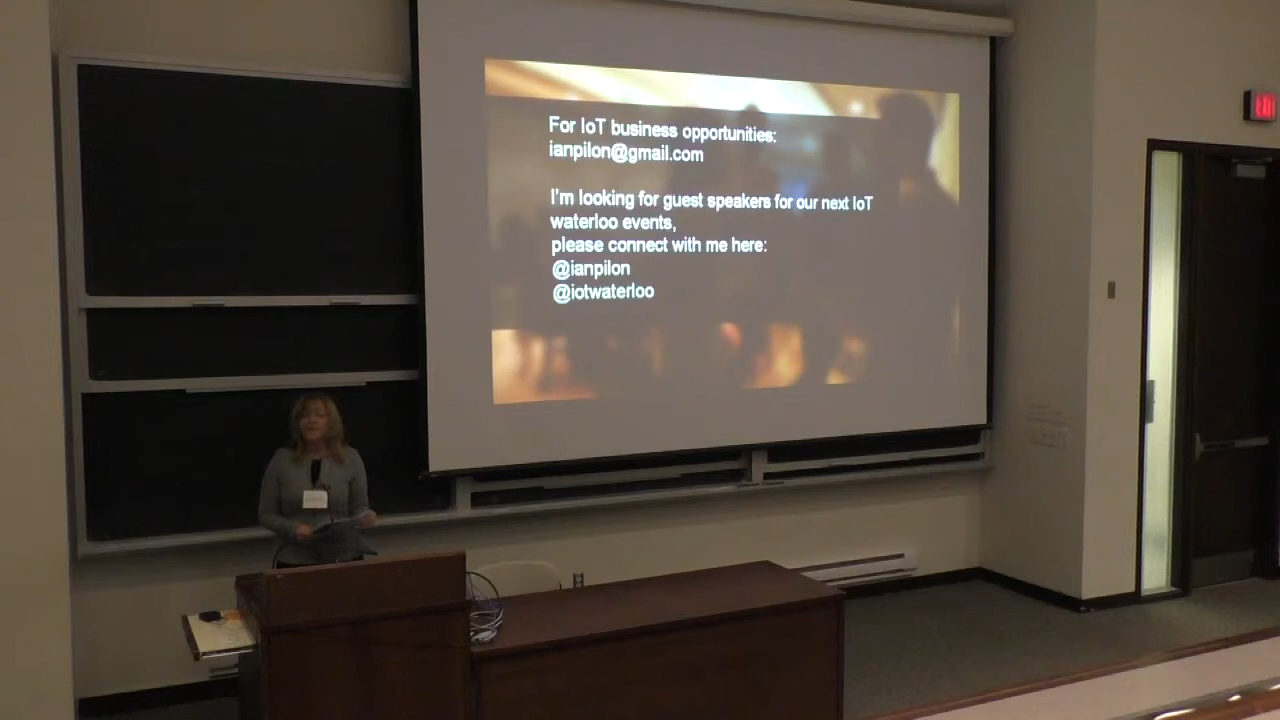 For IoT business opportunities:
ianpilon@gmail.com
I'm looking for guest speakers for our next IoT
waterloo events,
please connect with me here:
@ianpilon
@iotwaterloo